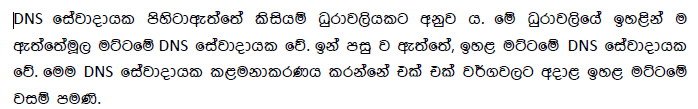 DNS සේවාදායක පිහිටාඇත්තේ කිසියම් ධුරාවලියකට අනුව ය. මේ ධුරාවලියේ ඉහළින් ම
ඇත්තේමූල මට්ටමේ DNS සේවාදායක වේ. ඉන් පසු ව ඇත්තේ, ඉහළ මට්ටමේ DNS සේවාදායක
වේ. මෙම DNS සේවාදායක කළමනාකරණය කරන්නේ එක් එක් වර්ගවලට අදාළ ඉහළ මට්ටමේ
වසම් පමණි.